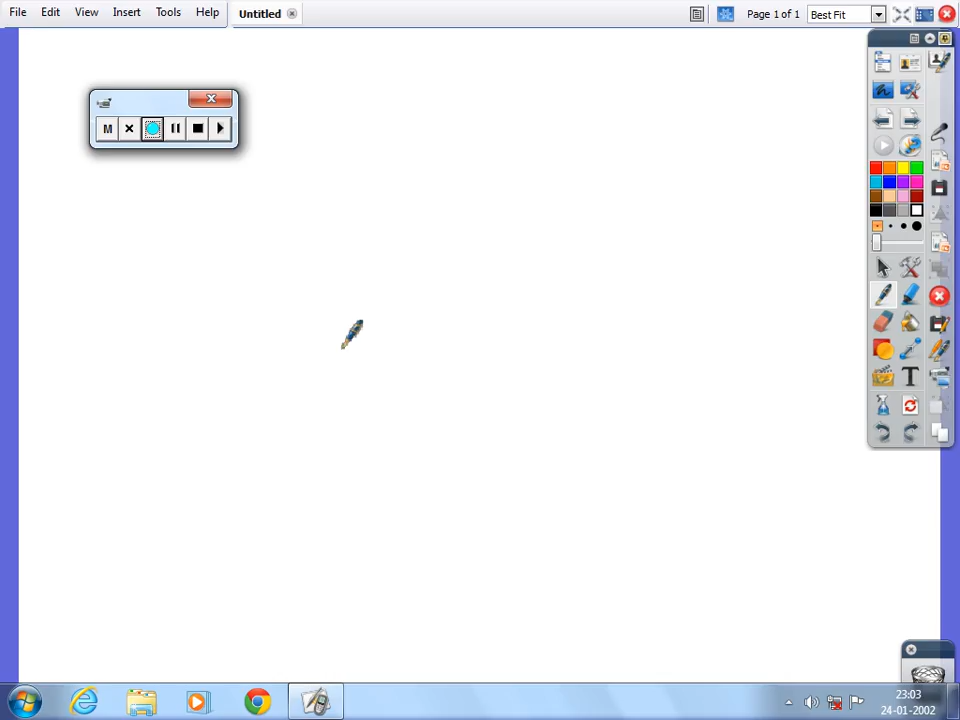 File Edit View Insert Tools Help Untitled Page 1 of 1 Best Fit
M
T
23:03
24-01-2002